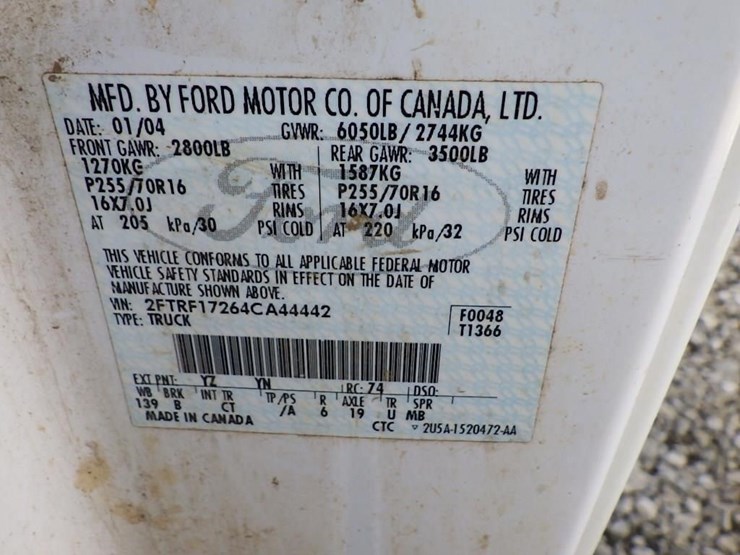 MFD. BY FORD MOTOR CO. OF CANADA, LTD.
DATE: 01/04 GVWR: 6050LB/2744KG
FRONT GAWR: 2800LB REAR GAWR: 3500LB
1270KG WITH 1587KG WITH
P255/70R16 TIRES P255/70R16 TIRES
16X7.0J RIMS 16X7.0J RIMS
AT 205 kPa/30 PSI COLD AT 220 kPa/32 PSI COLD
Ford
THIS VEHICLE CONFORMS TO ALL APPLICABLE FEDERAL MOTOR
VEHICLE SAFETY STANDARDS IN EFFECT ON THE DATE OF
MANUFACTURE SHOWN ABOVE.
VIN: 2FTRF17264CA44442 F0048
TYPE: TRUCK T1366
EXT PNT: YZ YN RC: 74 DSO:
WB BRK INT TR TP/PS R AXLE TR SPR
139 B CT /A 6 19 U MB
MADE IN CANADA CTC ▽ 2U5A-1520472-AA